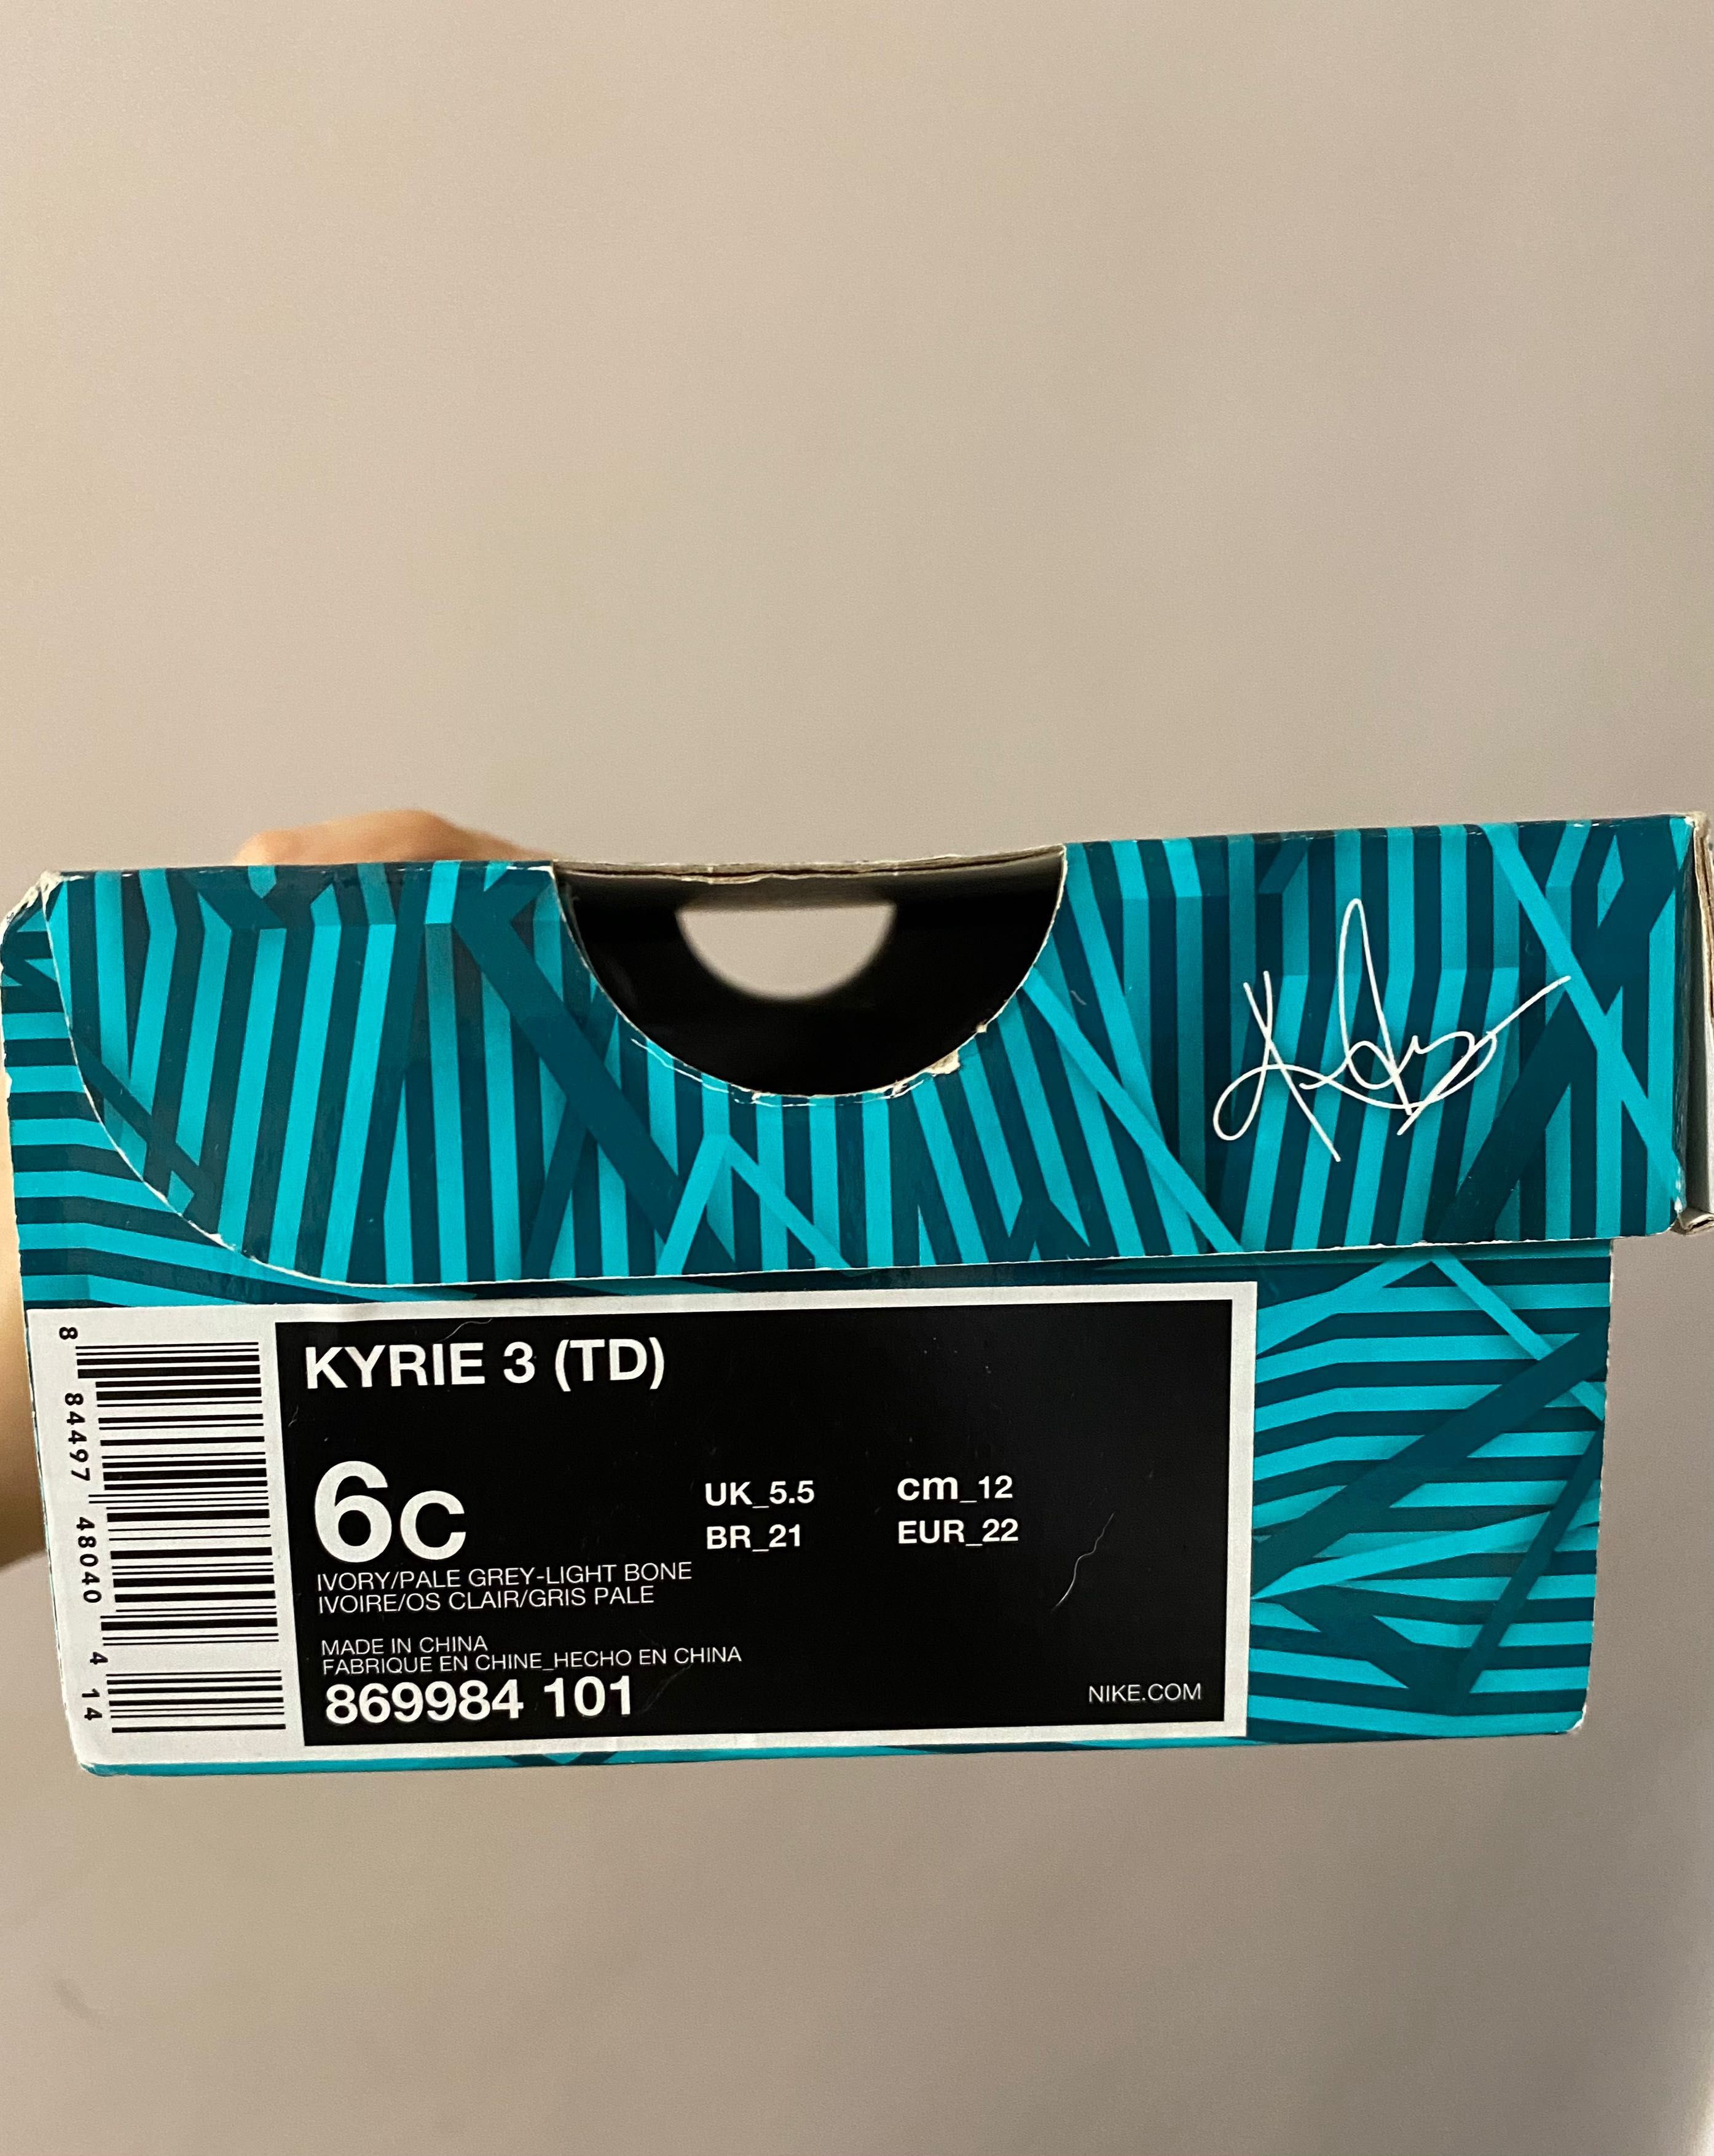 KYRIE 3 (TD)
6C
UK_5.5 cm_12
BR_21 EUR_22
IVORY/PALE GREY-LIGHT BONE
IVOIRE/OS CLAIR/GRIS PALE
MADE IN CHINA
FABRIQUE EN CHINE_HECHO EN CHINA
869984 101
NIKE.COM
8 84497 48040 4 14